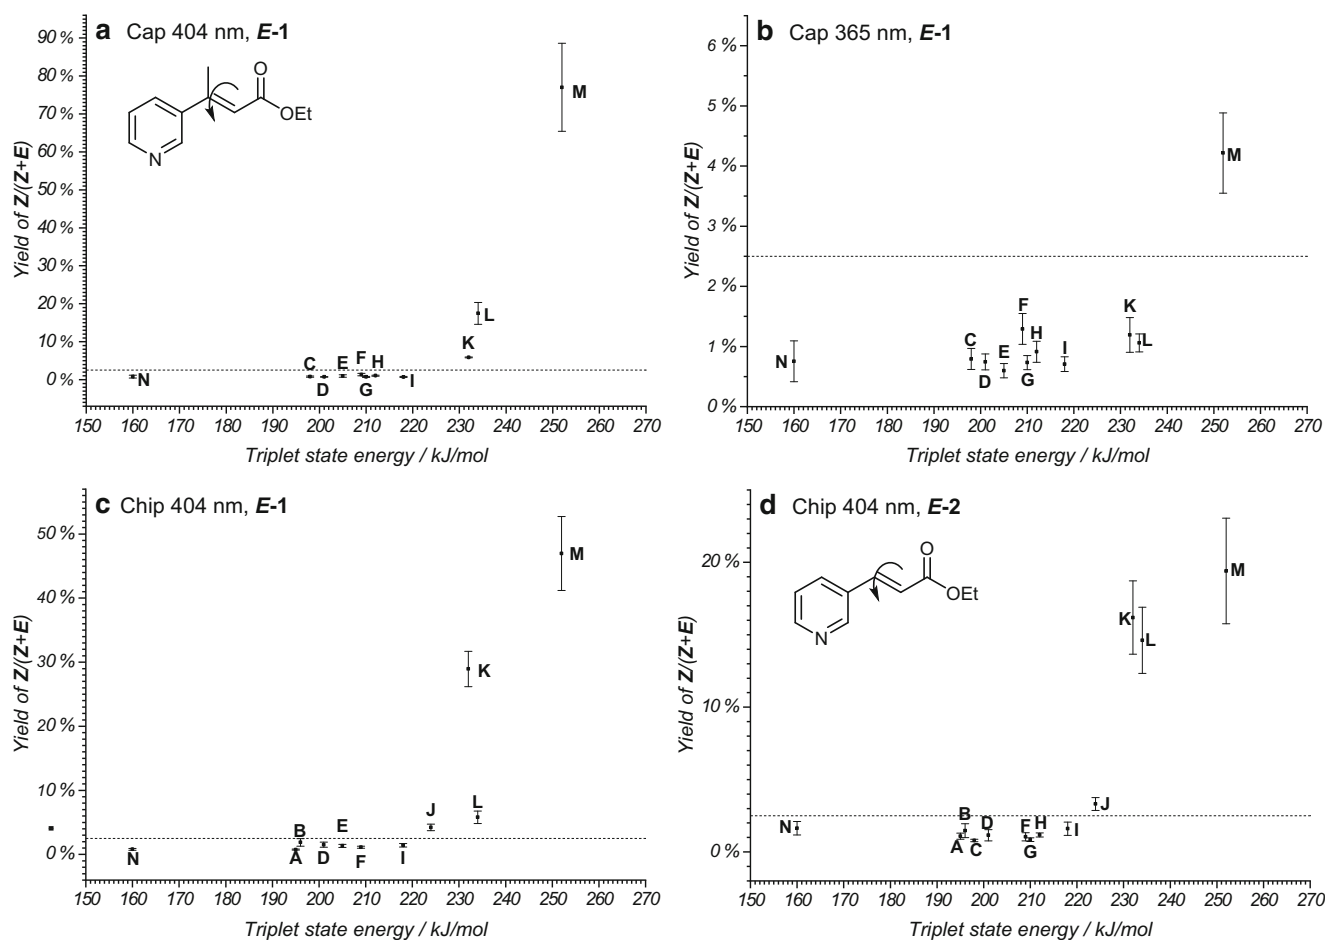 a Cap 404 nm, E-1
90 %
80 %
70 %
60 %
50 %
40 %
30 %
20 %
10 %
0 %
Yield of Z/(Z+E)
O
OEt
N
M
L
K
N
C
D
E
F
G
H
I
150 160 170 180 190 200 210 220 230 240 250 260 270
Triplet state energy / kJ/mol
b Cap 365 nm, E-1
6 %
5 %
4 %
3 %
2 %
1 %
0 %
Yield of Z/(Z+E)
M
N
C
D
E
F
G
H
I
K
L
150 160 170 180 190 200 210 220 230 240 250 260 270
Triplet state energy / kJ/mol
c Chip 404 nm, E-1
50 %
40 %
30 %
20 %
10 %
0 %
Yield of Z/(Z+E)
M
K
N
A
B
D
E
F
I
J
L
150 160 170 180 190 200 210 220 230 240 250 260 270
Triplet state energy / kJ/mol
d Chip 404 nm, E-2
20 %
10 %
0 %
Yield of Z/(Z+E)
O
OEt
N
M
K
L
N
A
B
C
D
F
G
H
I
J
150 160 170 180 190 200 210 220 230 240 250 260 270
Triplet state energy / kJ/mol